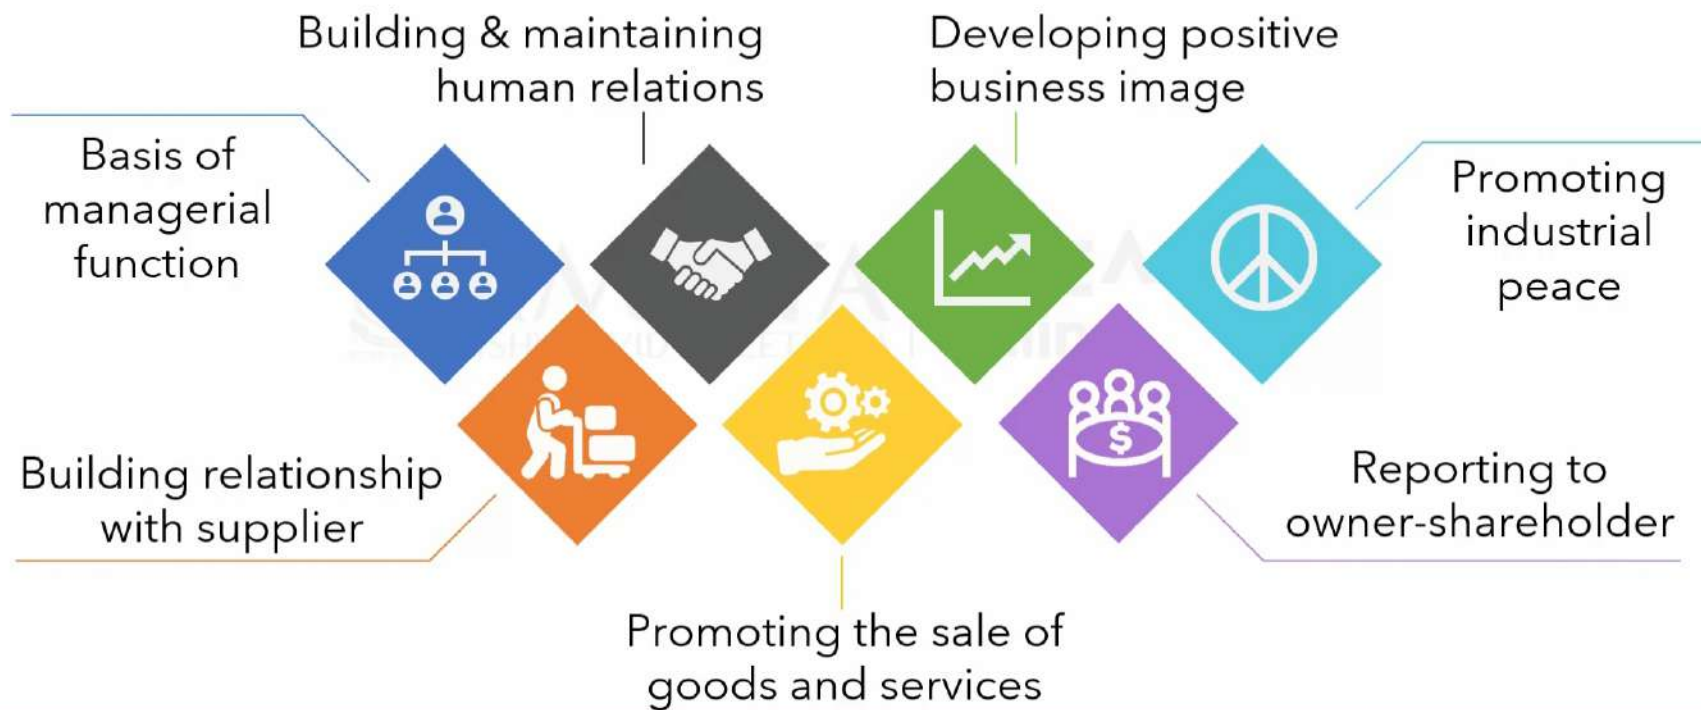 Building & maintaining
human relations
Developing positive
business image
Basis of
managerial
function
Promoting
industrial
peace
$
Building relationship
with supplier
Reporting to
owner-shareholder
Promoting the sale of
goods and services